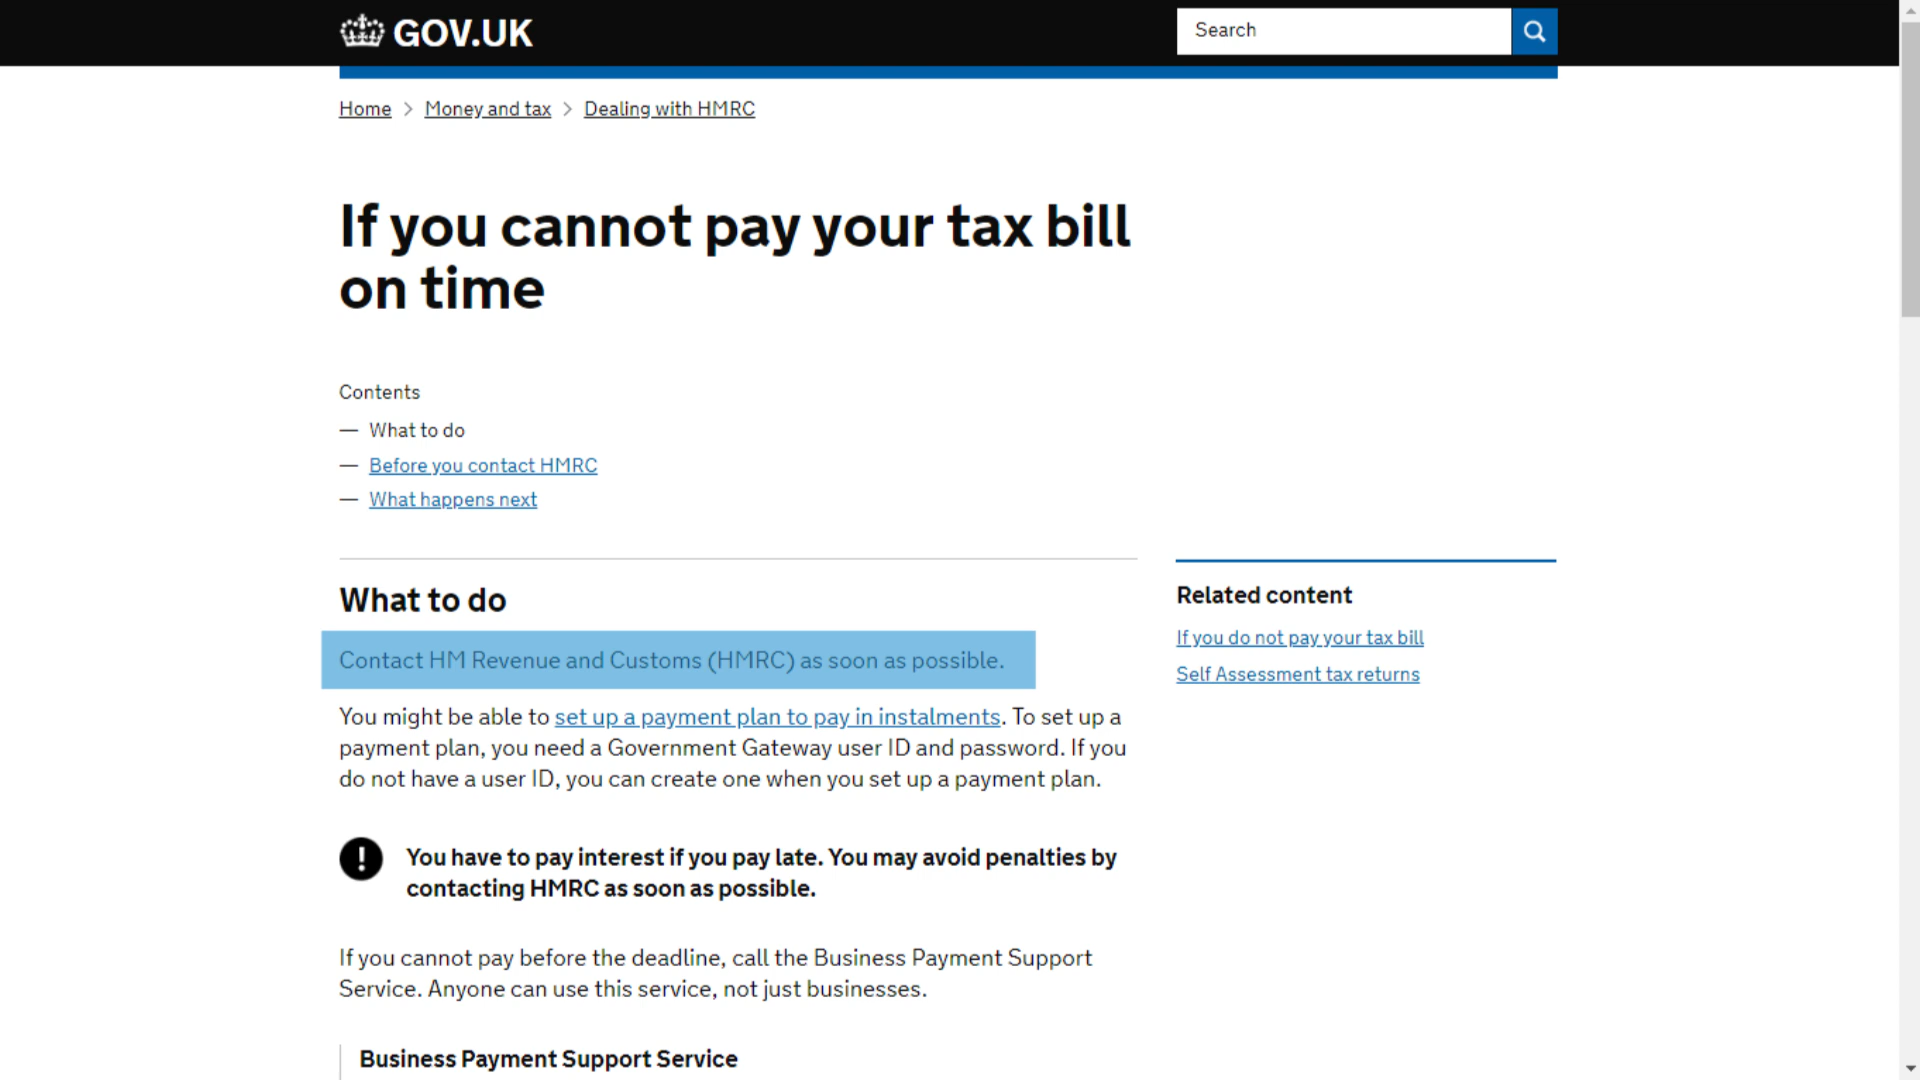 GOV.UK
Search
Home > Money and tax > Dealing with HMRC
If you cannot pay your tax bill
on time
Contents
— What to do
— Before you contact HMRC
— What happens next
What to do
Contact HM Revenue and Customs (HMRC) as soon as possible.
You might be able to set up a payment plan to pay in instalments. To set up a
payment plan, you need a Government Gateway user ID and password. If you
do not have a user ID, you can create one when you set up a payment plan.
! You have to pay interest if you pay late. You may avoid penalties by
contacting HMRC as soon as possible.
If you cannot pay before the deadline, call the Business Payment Support
Service. Anyone can use this service, not just businesses.
Business Payment Support Service
Related content
If you do not pay your tax bill
Self Assessment tax returns